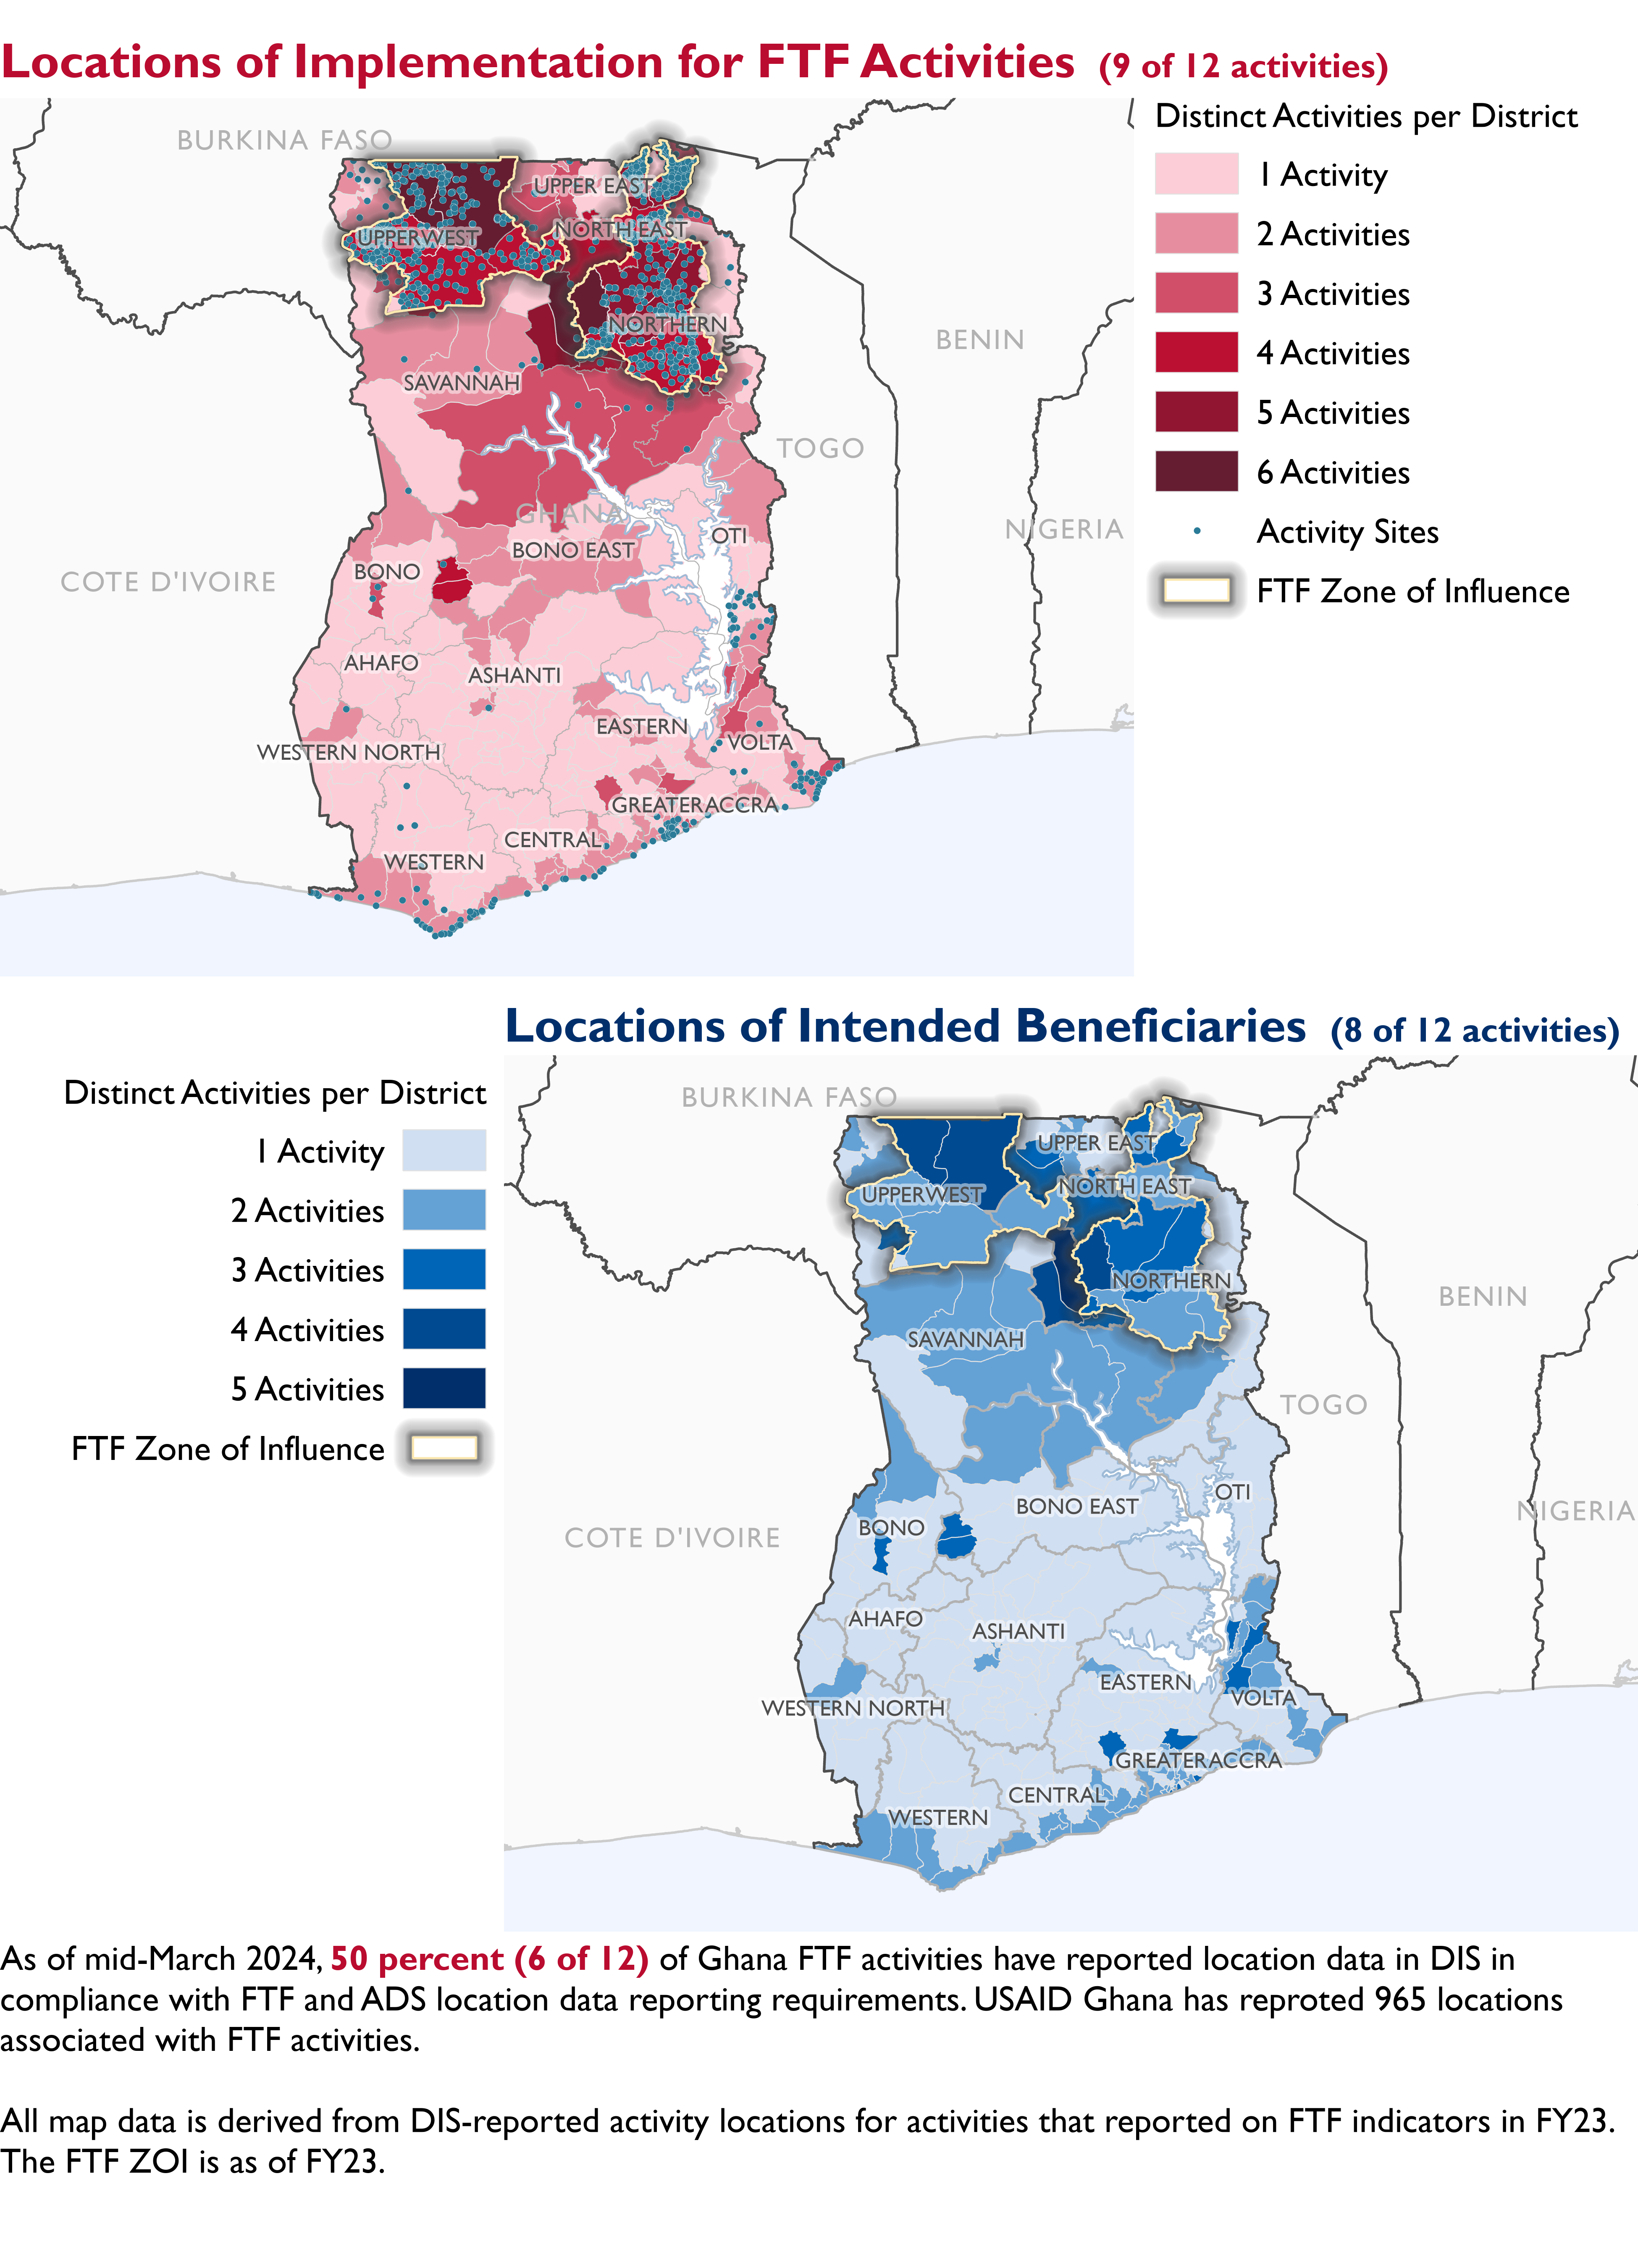 Locations of Implementation for FTF Activities (9 of 12 activities)
Distinct Activities per District
1 Activity
2 Activities
3 Activities
4 Activities
5 Activities
6 Activities
Activity Sites
FTF Zone of Influence
BURKINA FASO
UPPER EAST
NORTH EAST
UPPERWEST
NORTHERN
BENIN
SAVANNAH
TOGO
GHANA
NIGERIA
OTI
BONO EAST
BONO
COTE D'IVOIRE
AHAFO
ASHANTI
EASTERN
VOLTA
WESTERN NORTH
GREATERACCRA
CENTRAL
WESTERN
Locations of Intended Beneficiaries (8 of 12 activities)
Distinct Activities per District
1 Activity
2 Activities
3 Activities
4 Activities
5 Activities
FTF Zone of Influence
BURKINA FASO
UPPER EAST
NORTH EAST
UPPERWEST
NORTHERN
BENIN
SAVANNAH
TOGO
OTI
BONO EAST
NIGERIA
BONO
COTE D'IVOIRE
AHAFO
ASHANTI
EASTERN
VOLTA
WESTERN NORTH
GREATERACCRA
CENTRAL
WESTERN
As of mid-March 2024, 50 percent (6 of 12) of Ghana FTF activities have reported location data in DIS in
compliance with FTF and ADS location data reporting requirements. USAID Ghana has reproted 965 locations
associated with FTF activities.
All map data is derived from DIS-reported activity locations for activities that reported on FTF indicators in FY23.
The FTF ZOI is as of FY23.